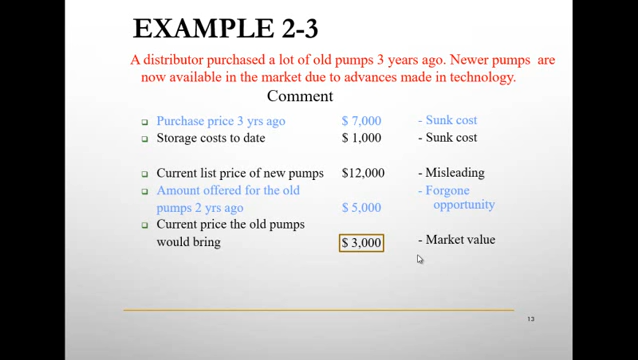 EXAMPLE 2-3
A distributor purchased a lot of old pumps 3 years ago. Newer pumps are
now available in the market due to advances made in technology.
Comment
Purchase price 3 yrs ago $ 7,000 - Sunk cost
Storage costs to date $ 1,000 - Sunk cost
Current list price of new pumps $12,000 - Misleading
Amount offered for the old - Forgone
pumps 2 yrs ago $ 5,000 opportunity
Current price the old pumps
would bring $ 3,000 - Market value
13